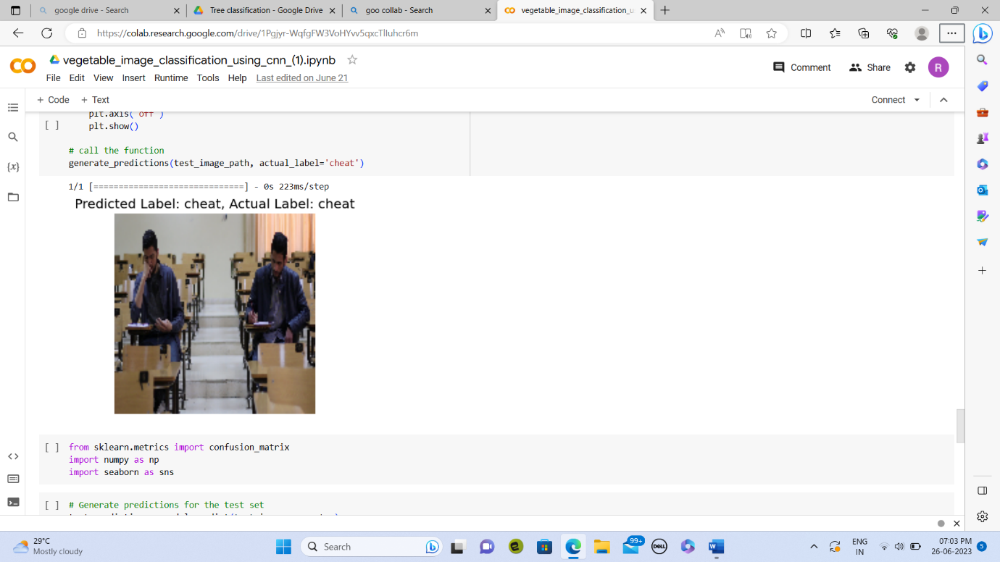 google drive - Search
Tree classification - Google Drive
goo collab - Search
vegetable_image_classification_u
https://colab.research.google.com/drive/1Pgjyr-WqfgFW3VoHYvv5qxcTlluhcr6m
vegetable_image_classification_using_cnn_(1).ipynb
File Edit View Insert Runtime Tools Help Last edited on June 21
Comment Share R
+ Code + Text
Connect
plt.axis('off')
[ ] plt.show()
# call the function
generate_predictions(test_image_path, actual_label='cheat')
1/1 [==============================] - 0s 223ms/step
Predicted Label: cheat, Actual Label: cheat
[ ] from sklearn.metrics import confusion_matrix
import numpy as np
import seaborn as sns
[ ] # Generate predictions for the test set
29°C
Mostly cloudy
Search
99+
DELL
ENG
IN
07:03 PM
26-06-2023
5